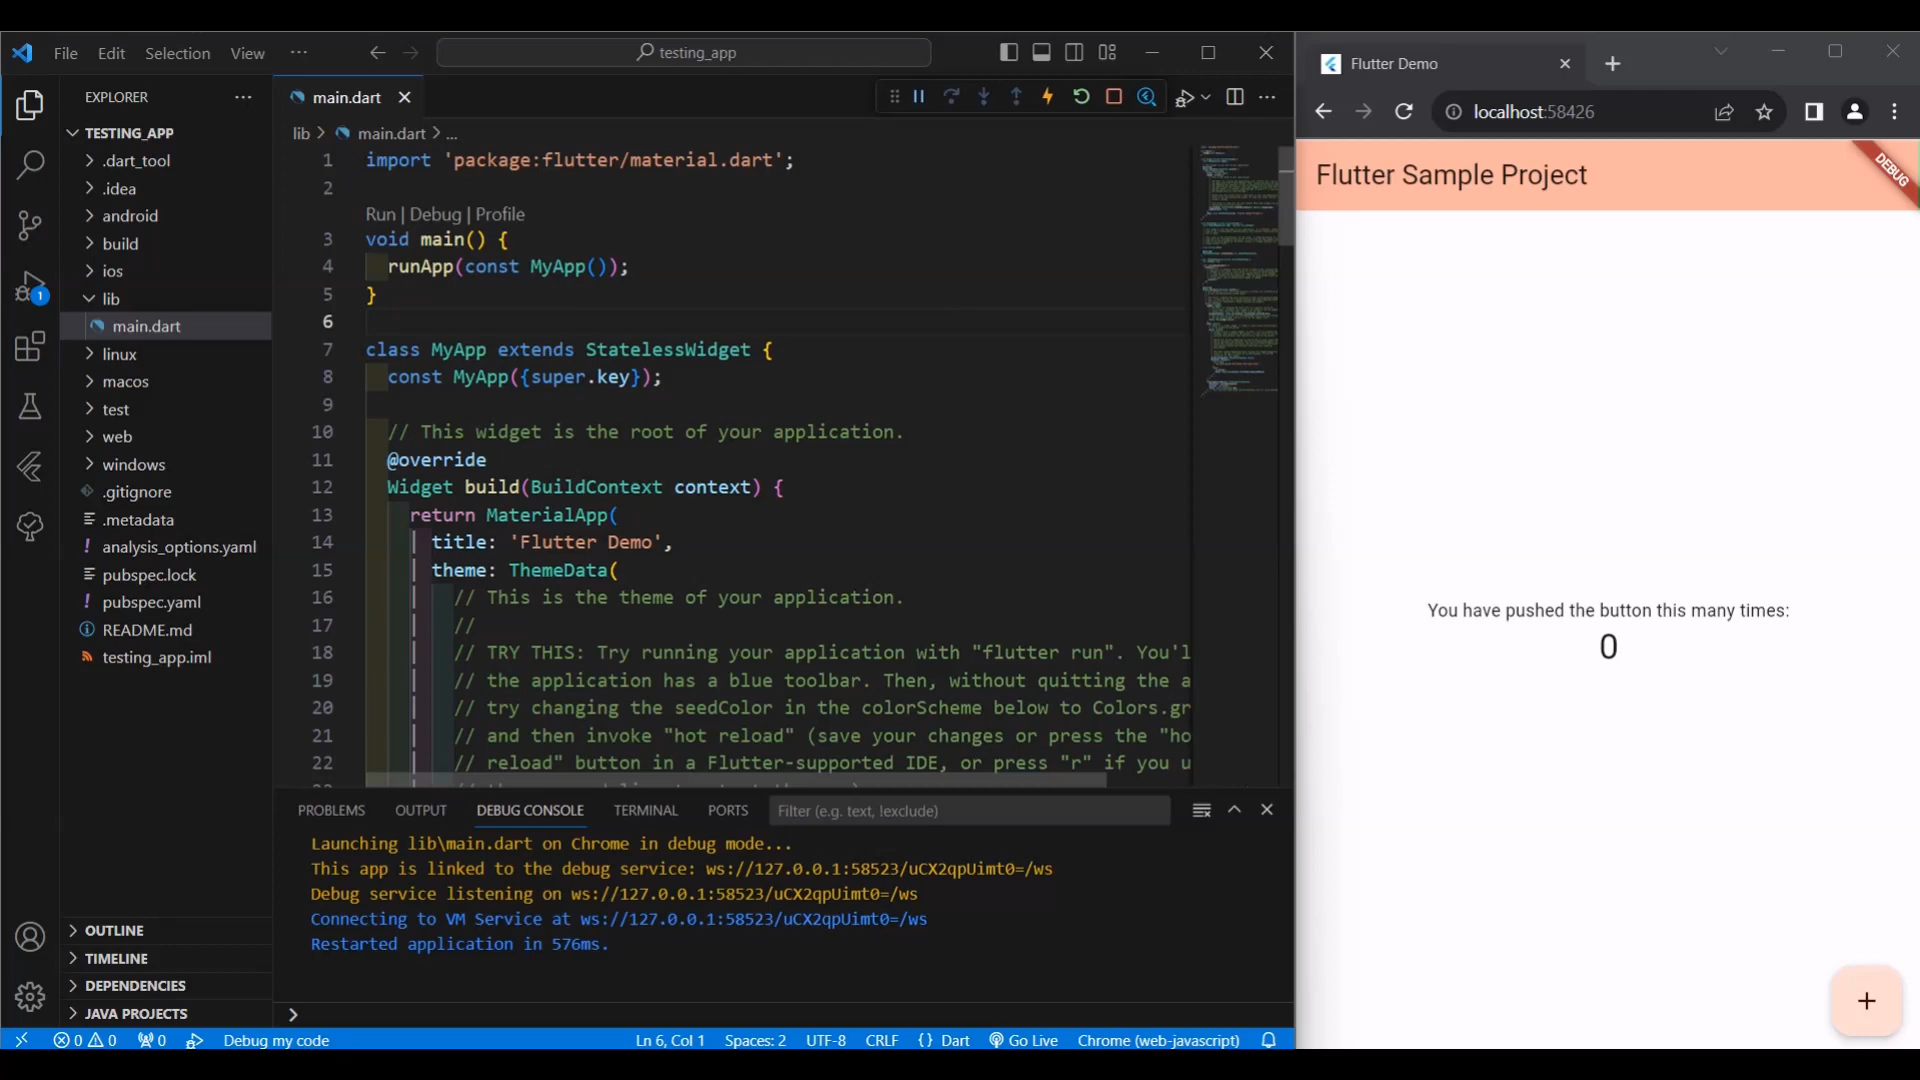 File Edit Selection View ...
testing_app
EXPLORER
TESTING_APP
.dart_tool
.idea
android
build
ios
lib
main.dart
linux
macos
test
web
windows
.gitignore
.metadata
analysis_options.yaml
pubspec.lock
pubspec.yaml
README.md
testing_app.iml
OUTLINE
TIMELINE
DEPENDENCIES
JAVA PROJECTS
1
main.dart
lib > main.dart > ...
1 import 'package:flutter/material.dart';
2
Run | Debug | Profile
3 void main() {
4 runApp(const MyApp());
5 }
6
7 class MyApp extends StatelessWidget {
8 const MyApp({super.key});
9
10 // This widget is the root of your application.
11 @override
12 Widget build(BuildContext context) {
13 return MaterialApp(
14 title: 'Flutter Demo',
15 theme: ThemeData(
16 // This is the theme of your application.
17 //
18 // TRY THIS: Try running your application with "flutter run". You'l
19 // the application has a blue toolbar. Then, without quitting the a
20 // try changing the seedColor in the colorScheme below to Colors.gr
21 // and then invoke "hot reload" (save your changes or press the "ho
22 // reload" button in a Flutter-supported IDE, or press "r" if you u
PROBLEMS OUTPUT DEBUG CONSOLE TERMINAL PORTS Filter (e.g. text, !exclude)
Launching lib\main.dart on Chrome in debug mode...
This app is linked to the debug service: ws://127.0.0.1:58523/uCX2qpUimt0=/ws
Debug service listening on ws://127.0.0.1:58523/uCX2qpUimt0=/ws
Connecting to VM Service at ws://127.0.0.1:58523/uCX2qpUimt0=/ws
Restarted application in 576ms.
>
0 0 0 Debug my code Ln 6, Col 1 Spaces: 2 UTF-8 CRLF {} Dart Go Live Chrome (web-javascript)
Flutter Demo
localhost:58426
Flutter Sample Project
DEBUG
You have pushed the button this many times:
0
+